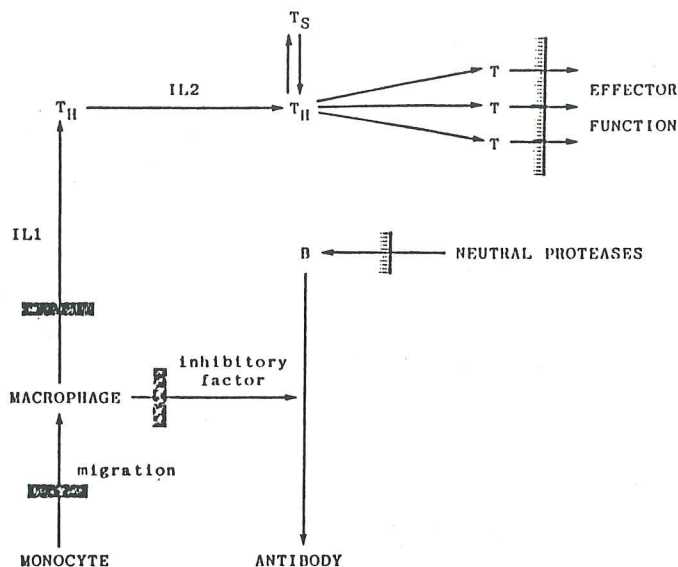 T_S
IL2
T_H
T_H
T
T
T
EFFECTOR
FUNCTION
IL1
B
NEUTRAL PROTEASES
inhibitory
factor
MACROPHAGE
migration
MONOCYTE
ANTIBODY